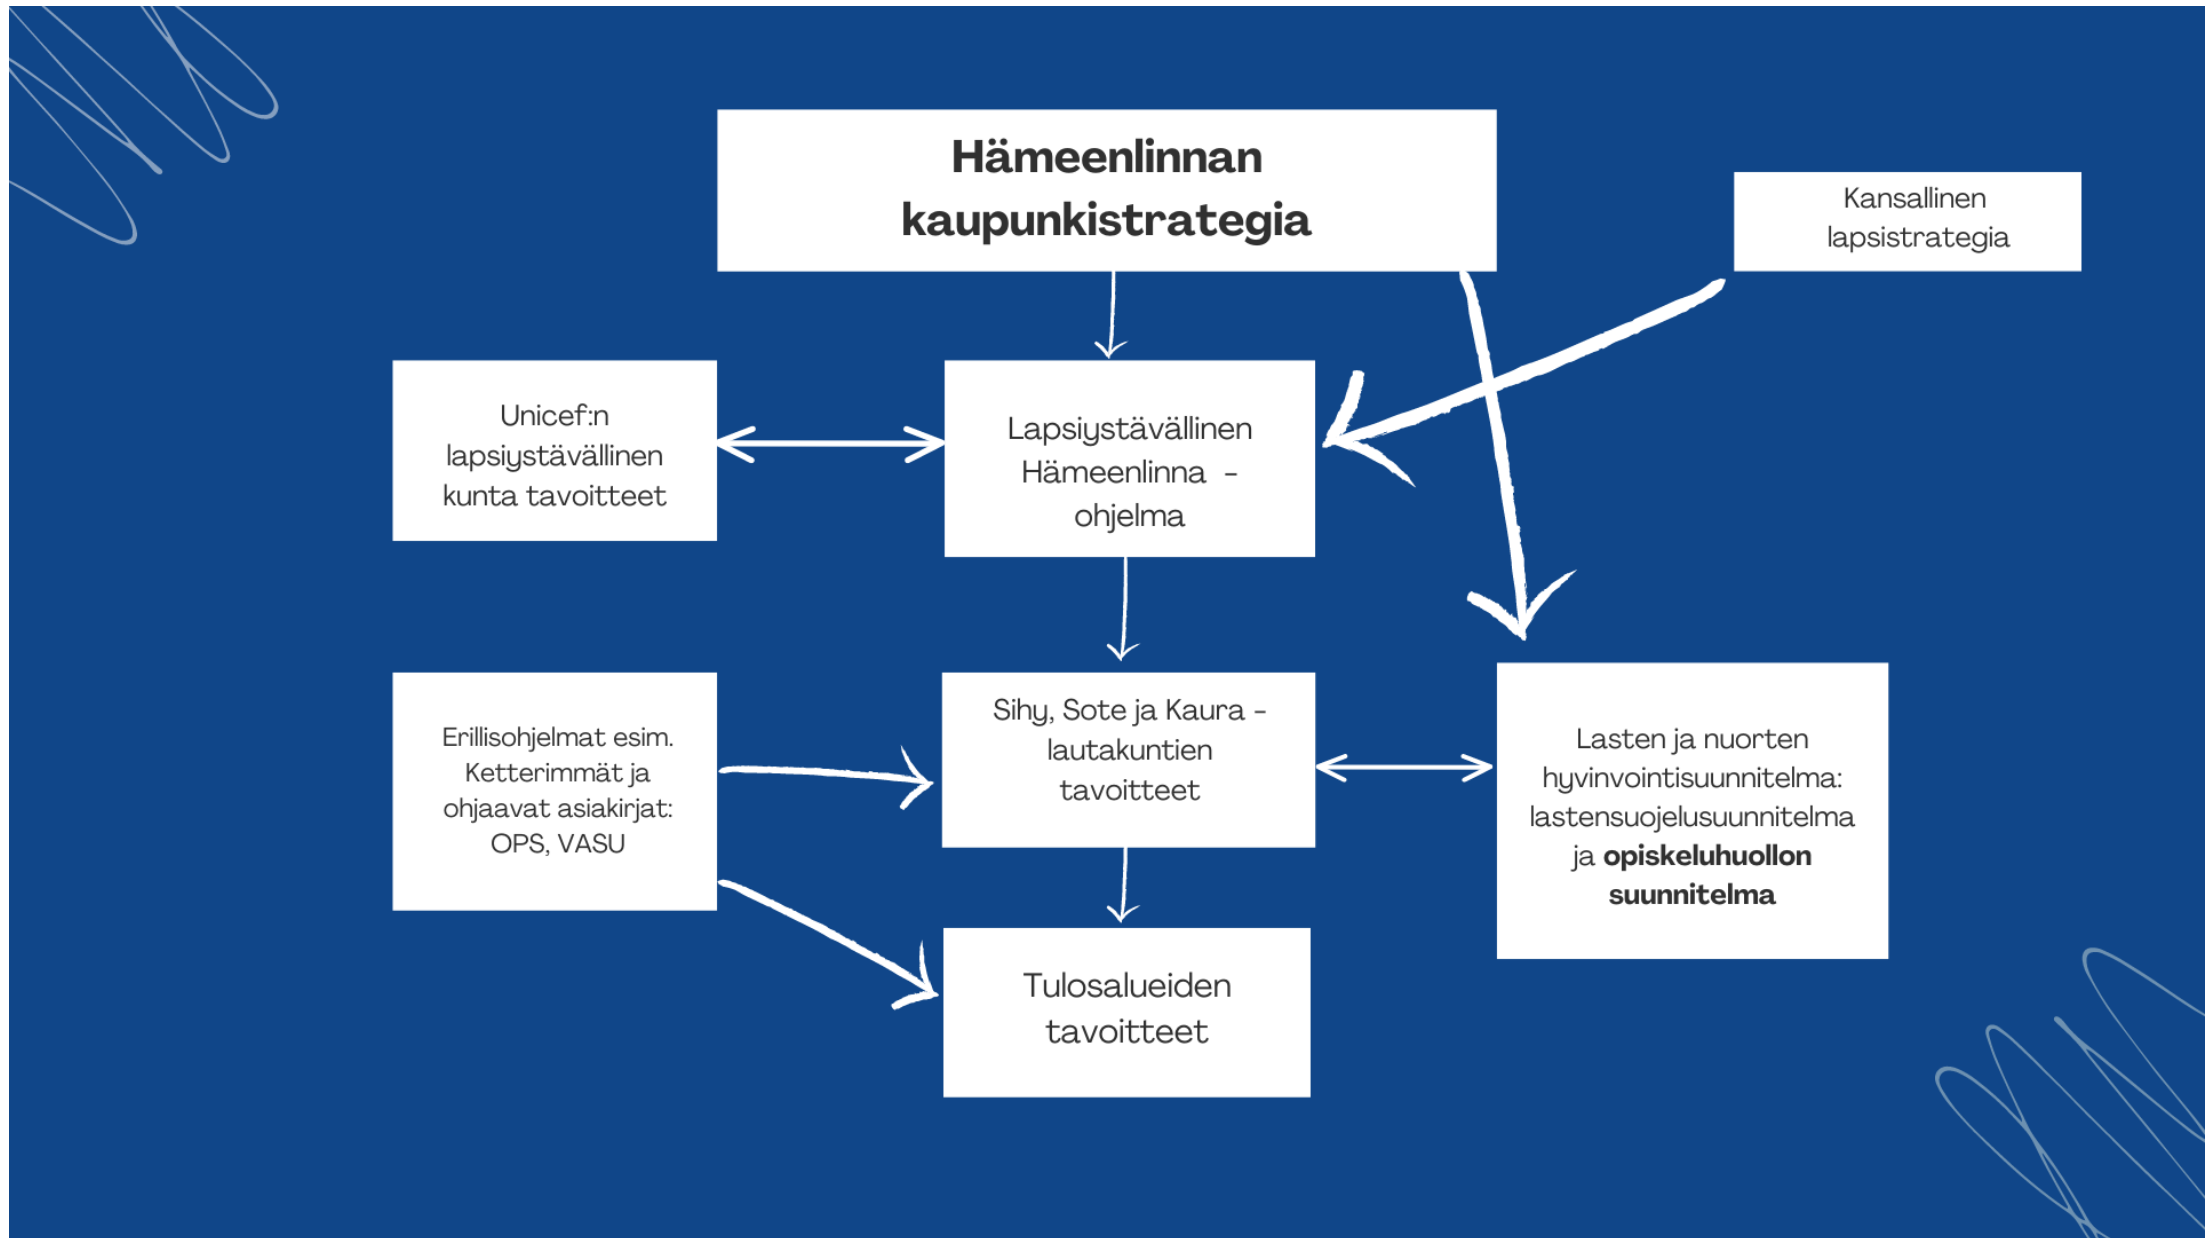 Hämeenlinnan
kaupunkistrategia
Kansallinen
lapsistrategia
Unicef:n
lapsiystävällinen
kunta tavoitteet
Lapsiystävällinen
Hämeenlinna -
ohjelma
Erillisohjelmat esim.
Ketterimmät ja
ohjaavat asiakirjat:
OPS, VASU
Sihy, Sote ja Kaura -
lautakuntien
tavoitteet
Lasten ja nuorten
hyvinvointisuunnitelma:
lastensuojelusuunnitelma
ja opiskeluhuollon
suunnitelma
Tulosalueiden
tavoitteet